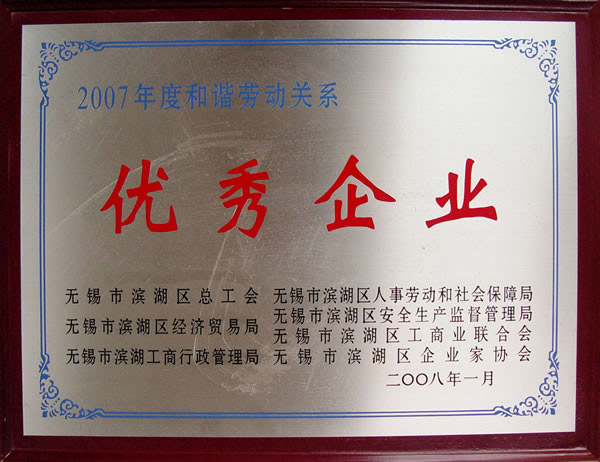 2007年度和谐劳动关系
优秀企业
无锡市滨湖区总工会
无锡市滨湖区经济贸易局
无锡市滨湖工商行政管理局
无锡市滨湖区人事劳动和社会保障局
无锡市滨湖区安全生产监督管理局
无锡市滨湖区工商业联合会
无锡市滨湖区企业家协会
二〇〇八年一月